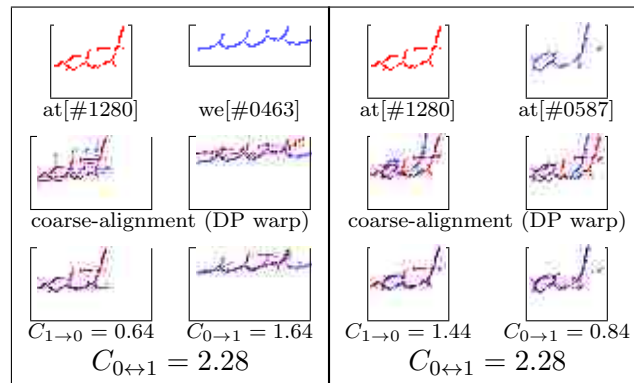 at[#1280] we[#0463]
coarse-alignment (DP warp)
C1→0 = 0.64 C0→1 = 1.64
C0↔1 = 2.28
at[#1280] at[#0587]
coarse-alignment (DP warp)
C1→0 = 1.44 C0→1 = 0.84
C0↔1 = 2.28